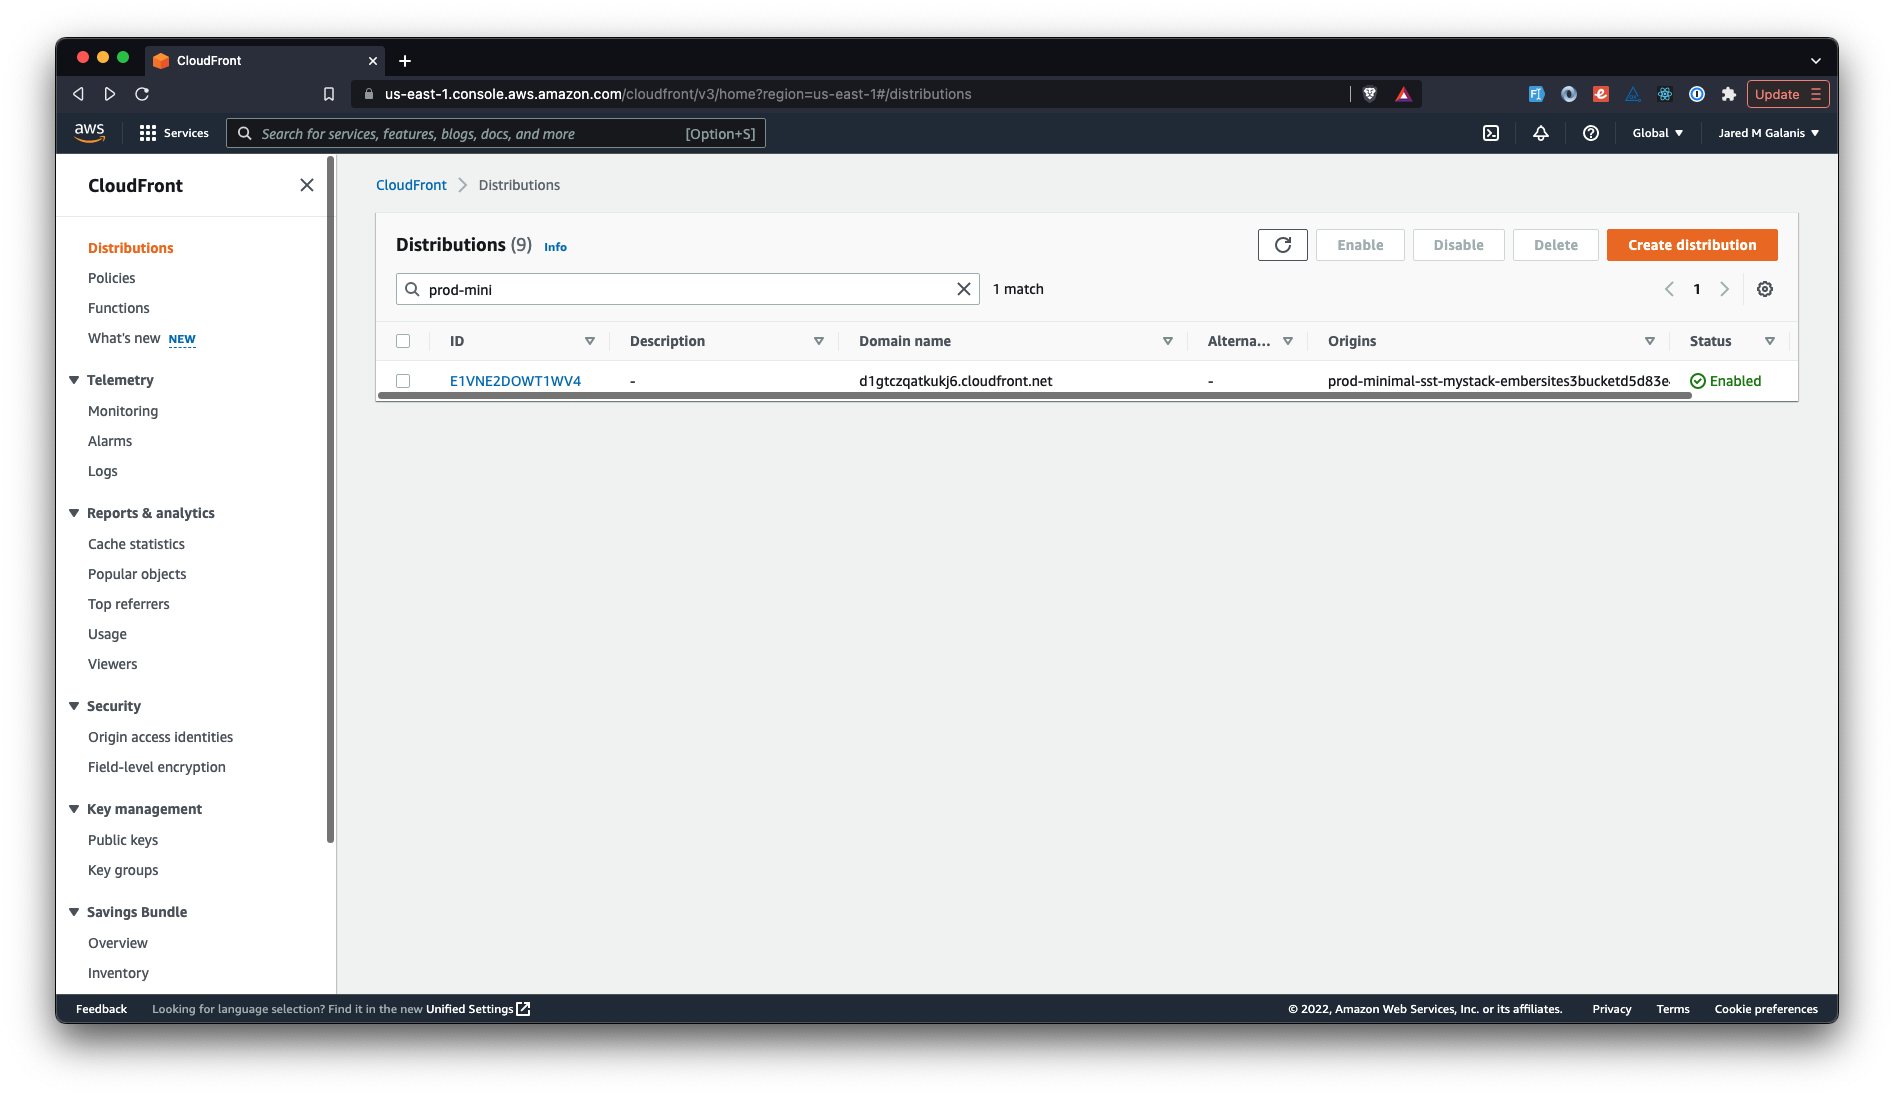 CloudFront
us-east-1.console.aws.amazon.com/cloudfront/v3/home?region=us-east-1#/distributions
Update
aws
Services
Search for services, features, blogs, docs, and more
[Option+S]
Global
Jared M Galanis
CloudFront
Distributions
Policies
Functions
What's new NEW
Telemetry
Monitoring
Alarms
Logs
Reports & analytics
Cache statistics
Popular objects
Top referrers
Usage
Viewers
Security
Origin access identities
Field-level encryption
Key management
Public keys
Key groups
Savings Bundle
Overview
Inventory
CloudFront > Distributions
Distributions (9) Info
Enable
Disable
Delete
Create distribution
prod-mini
1 match
1
ID Description Domain name Alterna... Origins Status
E1VNE2DOWT1WV4 - d1gtczqatkukj6.cloudfront.net - prod-minimal-sst-mystack-embersites3bucketd5d83e Enabled
Feedback
Looking for language selection? Find it in the new Unified Settings
© 2022, Amazon Web Services, Inc. or its affiliates.
Privacy
Terms
Cookie preferences